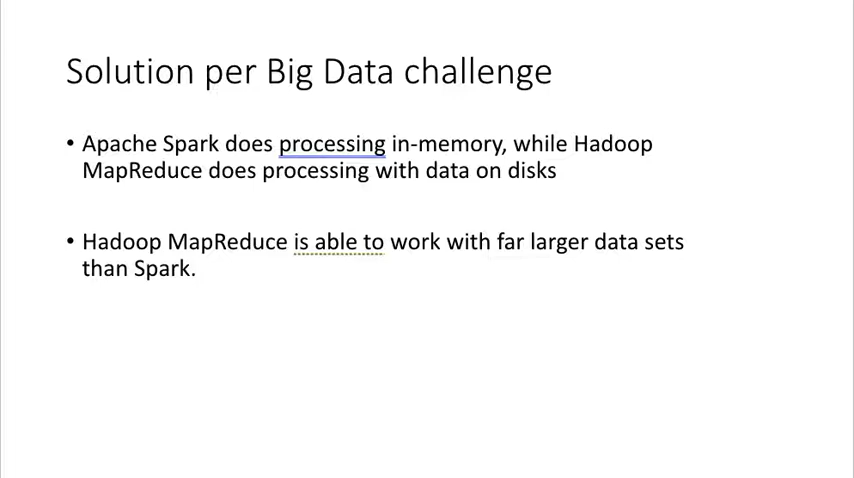 Solution per Big Data challenge
• Apache Spark does processing in-memory, while Hadoop
MapReduce does processing with data on disks
• Hadoop MapReduce is able to work with far larger data sets
than Spark.